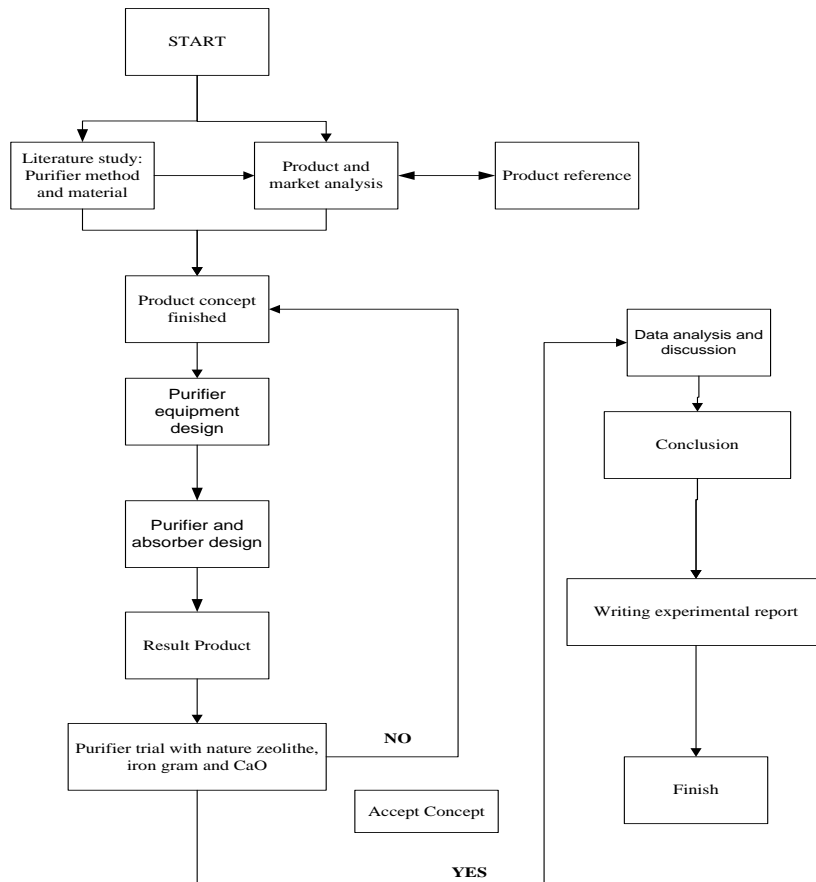 START
Literature study:
Purifier method
and material
Product and
market analysis
Product reference
Product concept
finished
Purifier
equipment
design
Purifier and
absorber design
Result Product
Purifier trial with nature zeolithe,
iron gram and CaO
NO
Accept Concept
YES
Data analysis and
discussion
Conclusion
Writing experimental report
Finish